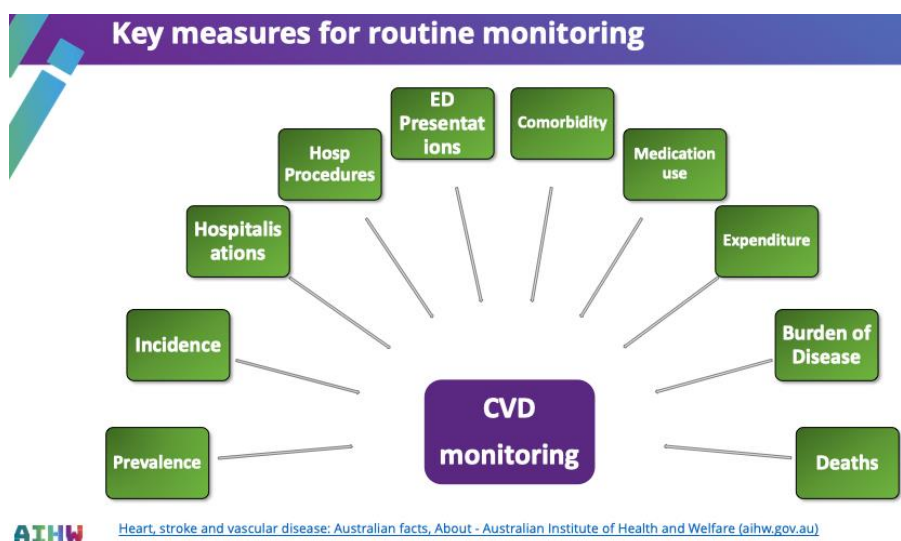 Key measures for routine monitoring
ED
Presentat
ions
Comorbidity
Hosp
Procedures
Medication
use
Hospitalis
ations
Expenditure
Incidence
Burden of
Disease
CVD
monitoring
Prevalence
Deaths
AIHW
Heart, stroke and vascular disease: Australian facts, About - Australian Institute of Health and Welfare (aihw.gov.au)